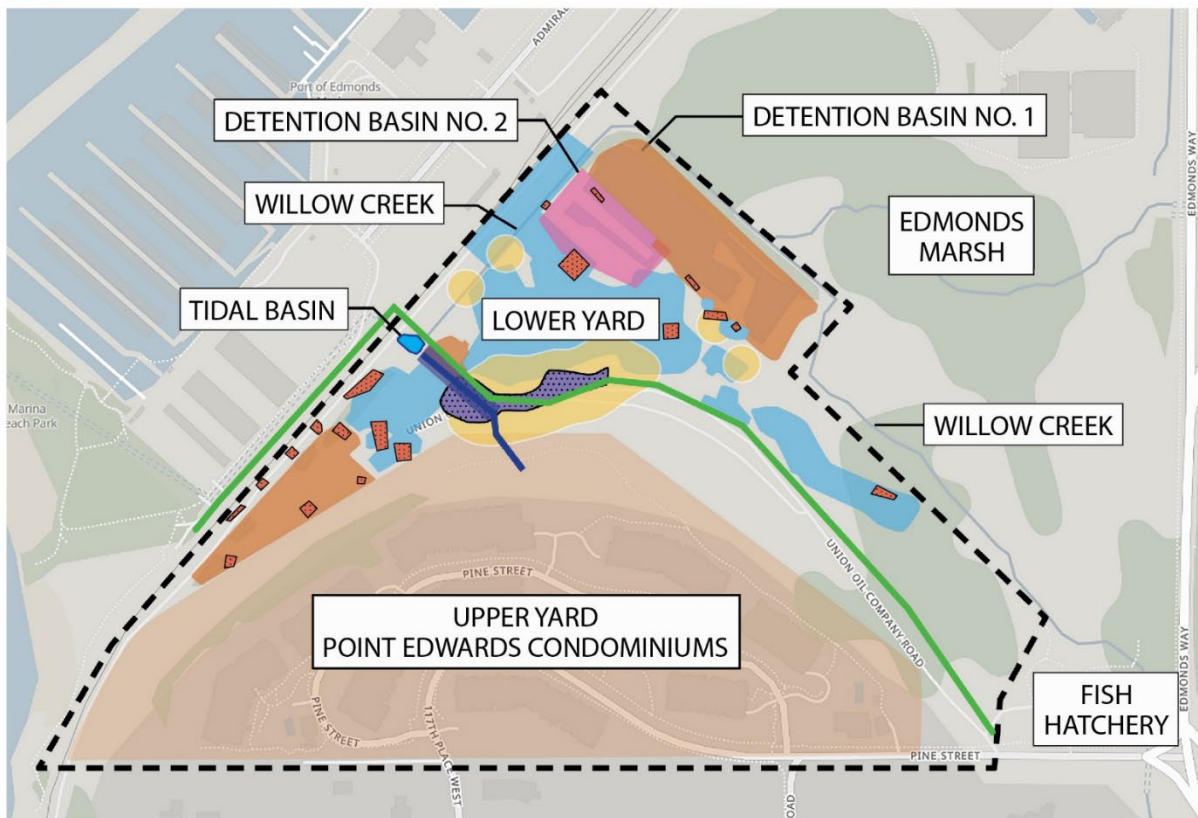 ADMIRAL
Port of Edmonds
DETENTION BASIN NO. 2
DETENTION BASIN NO. 1
EDMONDS WAY
WILLOW CREEK
EDMONDS
MARSH
TIDAL BASIN
LOWER YARD
Marina
Beach Park
UNION
WILLOW CREEK
PINE STREET
UNION OIL COMPANY ROAD
UPPER YARD
POINT EDWARDS CONDOMINIUMS
EDMONDS WAY
FISH
HATCHERY
PINE STREET
117TH PLACE WEST
PINE STREET
ROAD